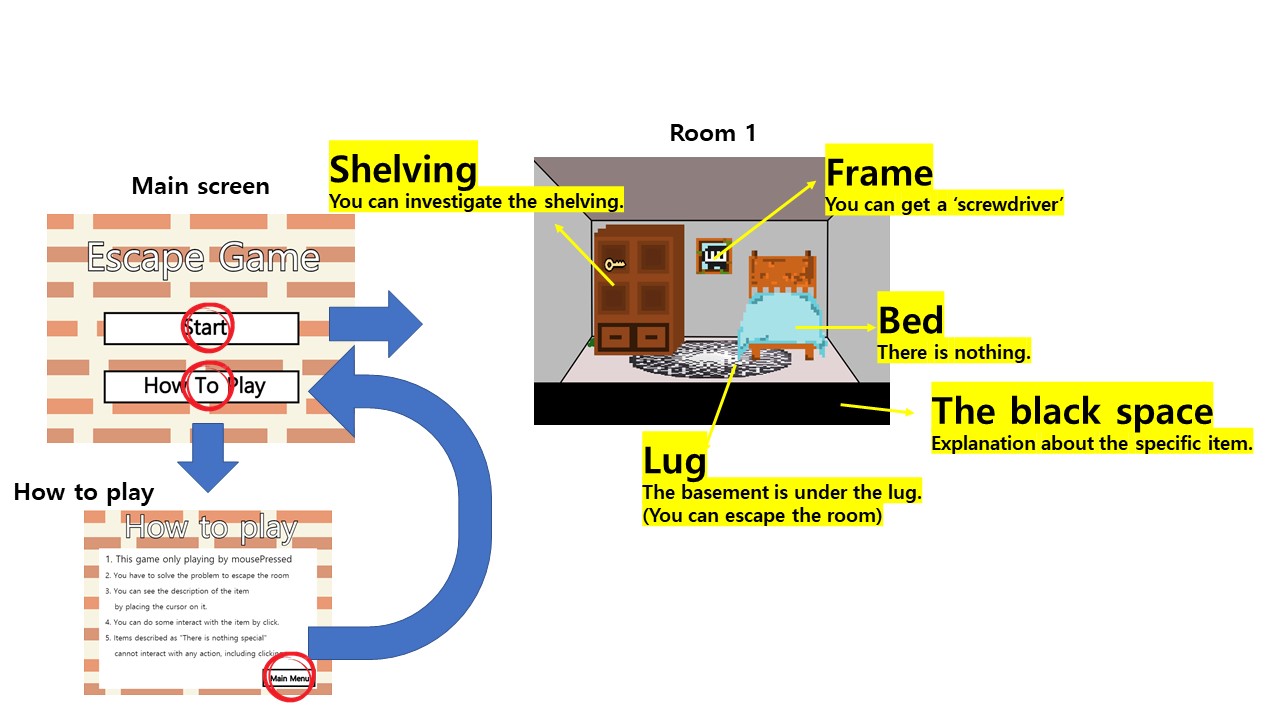 Room 1
Shelving
You can investigate the shelving.
Frame
You can get a ‘screwdriver’
Main screen
Escape Game
Start
How To Play
Bed
There is nothing.
The black space
Explanation about the specific item.
Lug
The basement is under the lug.
(You can escape the room)
How to play
How to play
1. This game only playing by mousePressed
2. You have to solve the problem to escape the room
3. You can see the description of the item
by placing the cursor on it.
4. You can do some interact with the item by click.
5. Items described as "There is nothing special"
cannot interact with any action, including clicking
Main Menu